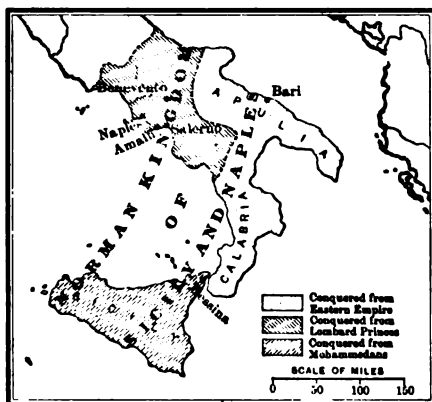 NORMAN KINGDOM
OF
SICILY AND NAPLES
Benevento
Naples
Amalfi
Salerno
Bari
APULIA
CALABRIA
Messina
SICILY
Conquered from
Eastern Empire
Conquered from
Lombard Princes
Conquered from
Mohammedans
SCALE OF MILES
0 50 100 150